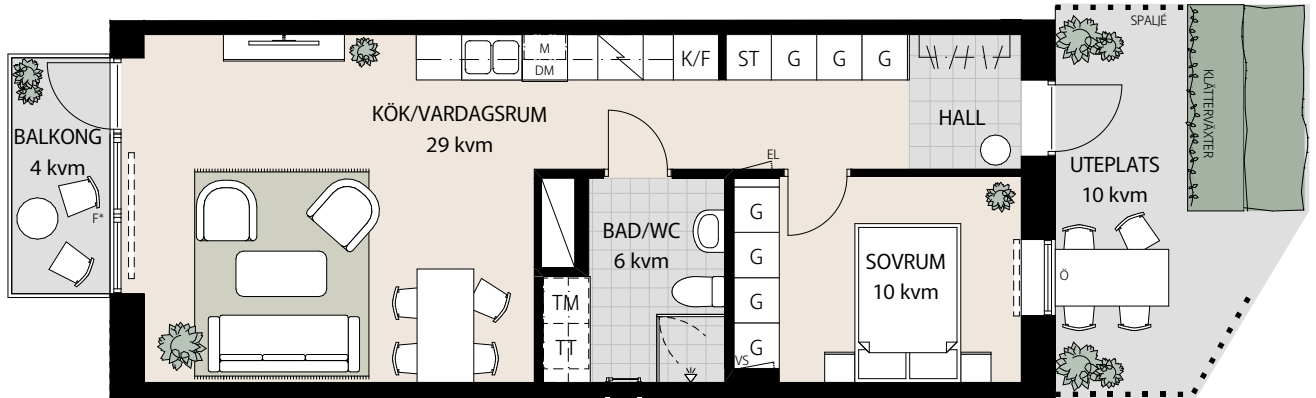 SPALJÉ
M
DM
K/F
ST
G
G
G
KLÄTTERVÄXTER
KÖK/VARDAGSRUM
29 kvm
HALL
BALKONG
4 kvm
EL
UTEPLATS
10 kvm
F*
G
BAD/WC
6 kvm
G
SOVRUM
10 kvm
Ö
TM
G
TT
G
VS